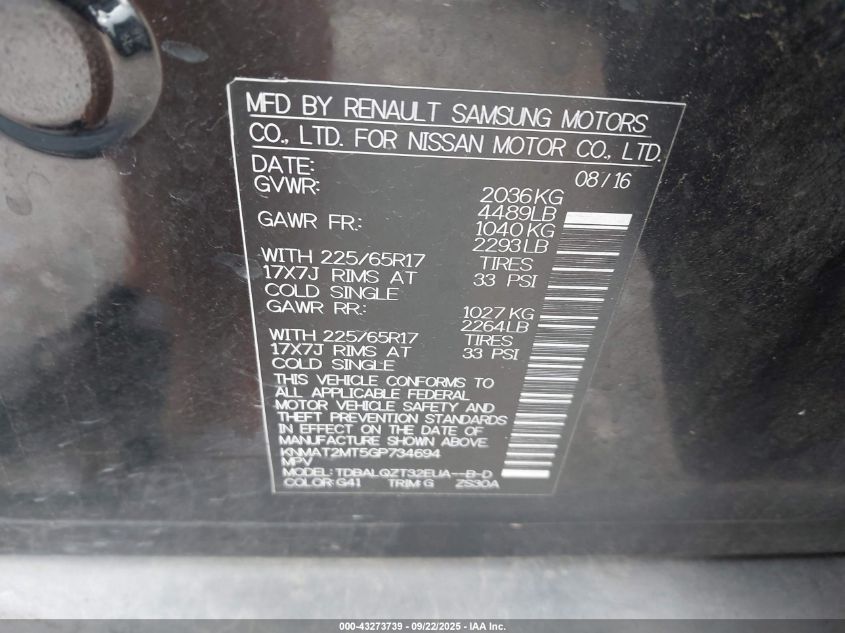 MFD BY RENAULT SAMSUNG MOTORS
CO., LTD. FOR NISSAN MOTOR CO., LTD.
DATE: 08/16
GVWR: 2036KG
4489LB
GAWR FR.: 1040KG
2293LB
WITH 225/65R17 TIRES
17X7J RIMS AT 33 PSI
COLD SINGLE
GAWR RR.: 1027KG
2264LB
WITH 225/65R17 TIRES
17X7J RIMS AT 33 PSI
COLD SINGLE
THIS VEHICLE CONFORMS TO
ALL APPLICABLE FEDERAL
MOTOR VEHICLE SAFETY AND
THEFT PREVENTION STANDARDS
IN EFFECT ON THE DATE OF
MANUFACTURE SHOWN ABOVE.
KNMAT2MT5GP734694
MPV
MODEL: TDBALQZT32EUA--B-D
COLOR: G41 TRIM: G ZS30A
000-43273739 - 09/22/2025 - IAA Inc.